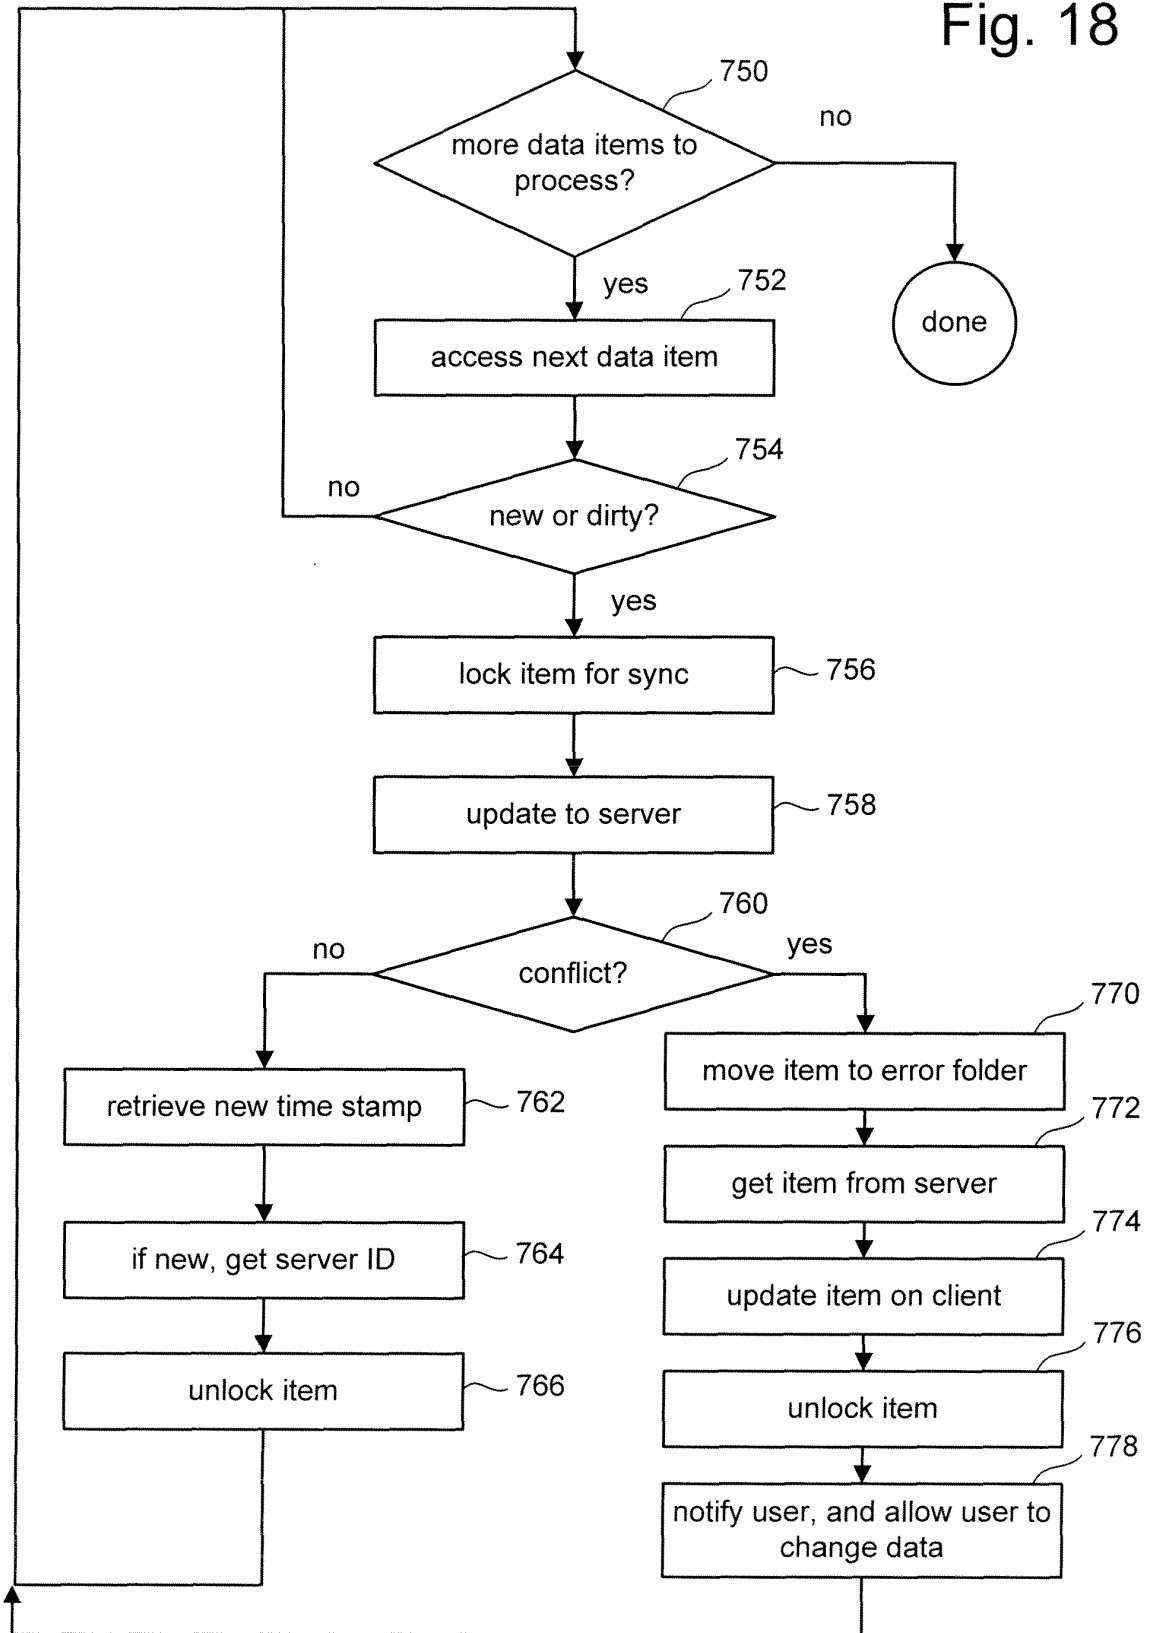 Fig. 18
750
no
more data items to
process?
yes
752
done
access next data item
754
no
new or dirty?
yes
lock item for sync
756
update to server
758
760
no
yes
conflict?
770
move item to error folder
retrieve new time stamp
762
772
get item from server
774
if new, get server ID
764
update item on client
776
unlock item
766
unlock item
778
notify user, and allow user to
change data